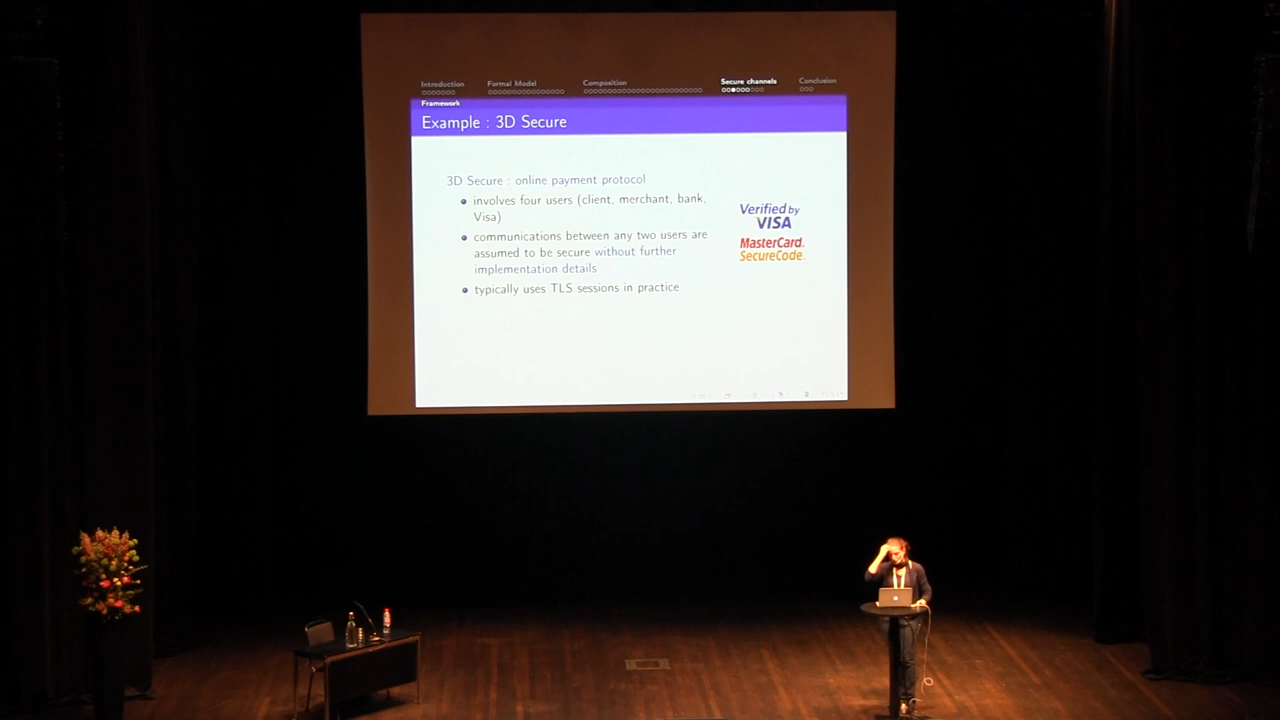 Introduction Formal Model Composition Secure channels Conclusion
Framework
Example : 3D Secure
3D Secure : online payment protocol
involves four users (client, merchant, bank,
Visa)
communications between any two users are
assumed to be secure without further
implementation details
typically uses TLS sessions in practice
Verified by
VISA
MasterCard.
SecureCode.